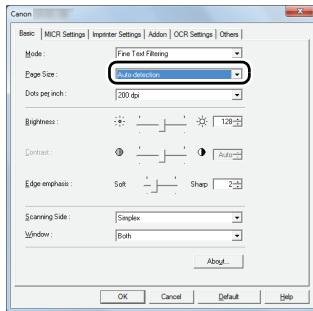 Canon
Basic MICR Settings Imprinter Settings Addon OCR Settings Others
Mode : Fine Text Filtering
Page Size : Auto detection
Dots per inch : 200 dpi
Brightness : 128
Contrast : Auto
Edge emphasis : Soft Sharp 2
Scanning Side : Simplex
Window : Both
About...
OK Cancel Default Help